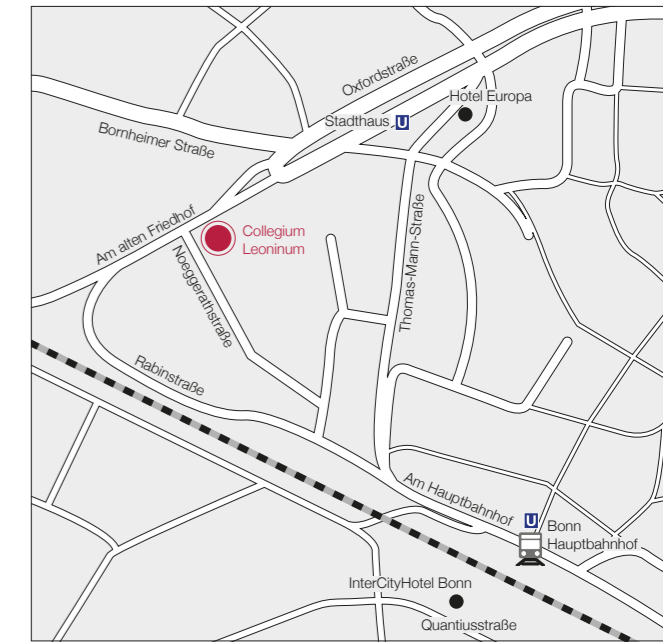 Oxfordstraße
Hotel Europa
Stadthaus U
Bornheimer Straße
Am alten Friedhof
Collegium
Leoninum
Noeggerathstraße
Thomas-Mann-Straße
Rabinstraße
Am Hauptbahnhof
U
Bonn
Hauptbahnhof
InterCityHotel Bonn
Quantiusstraße